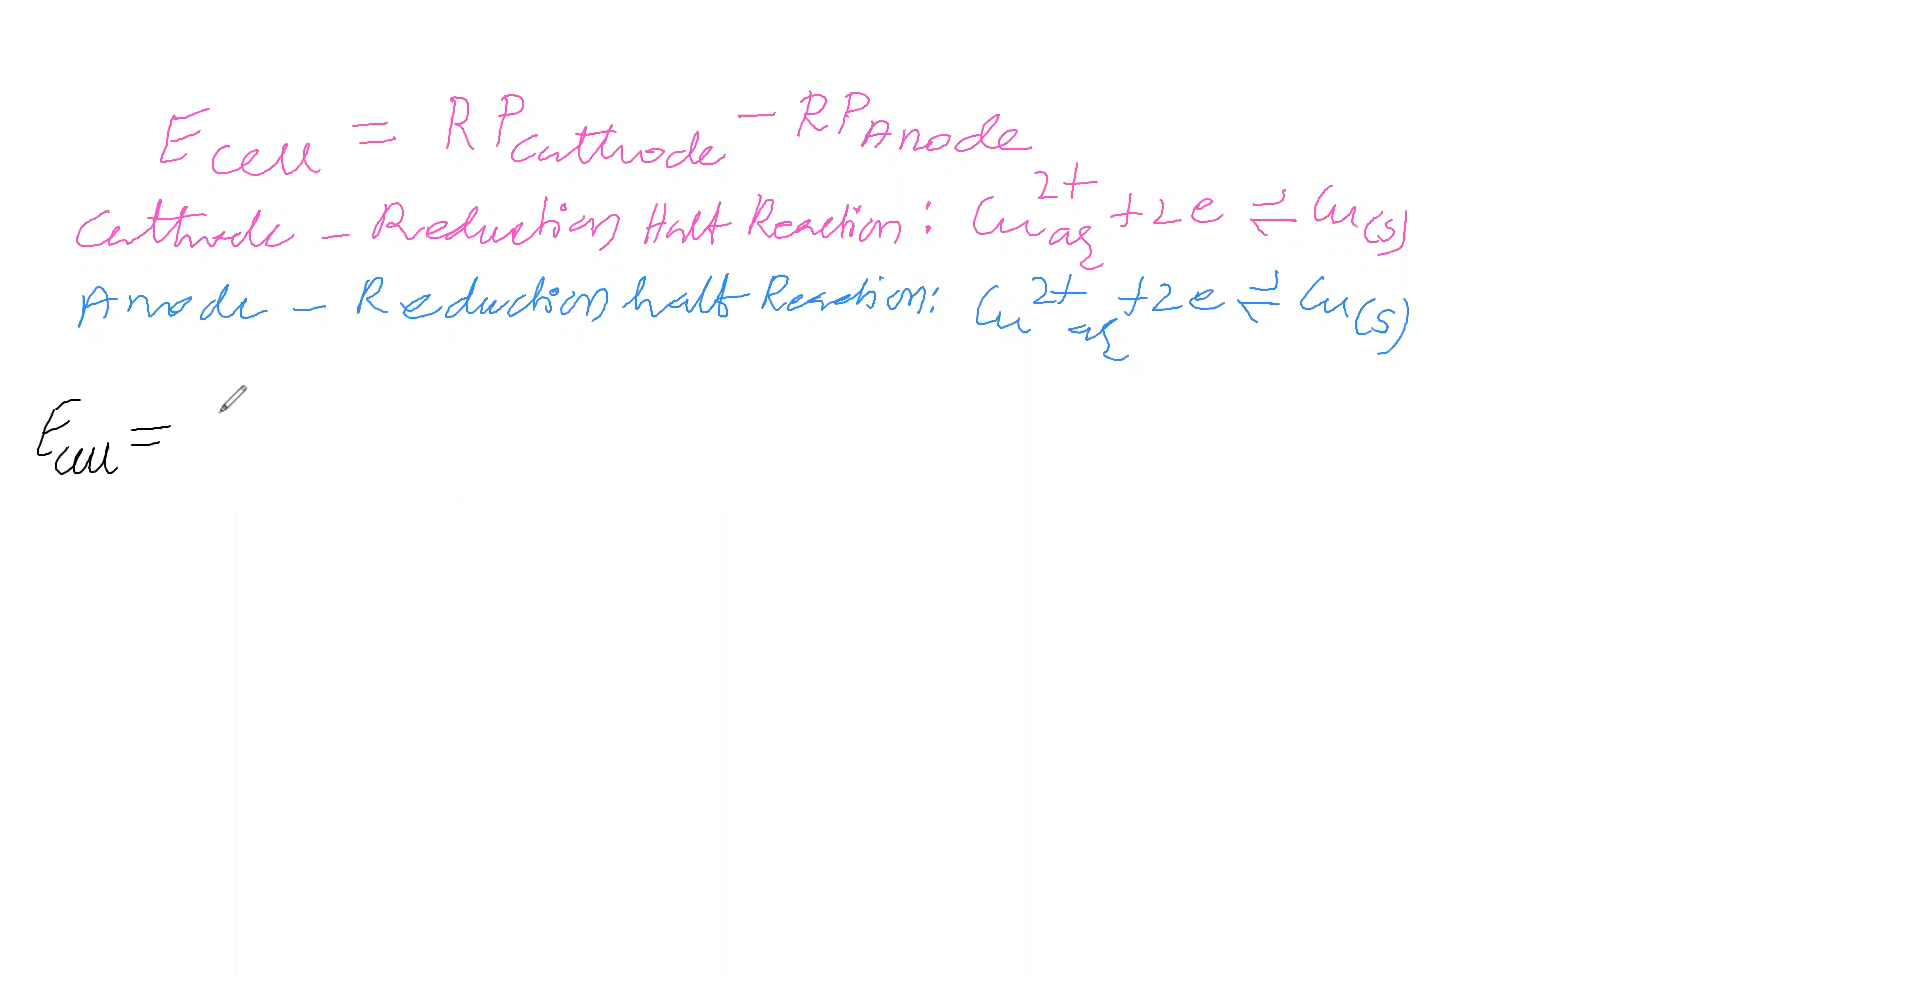 E cell = RP Cathode - RP Anode
Cathode - Reduction Half Reaction: Cu²⁺ aq + 2e ⇌ Cu(s)
Anode - Reduction half Reaction: Cu²⁺ aq + 2e ⇌ Cu(s)
E cell =